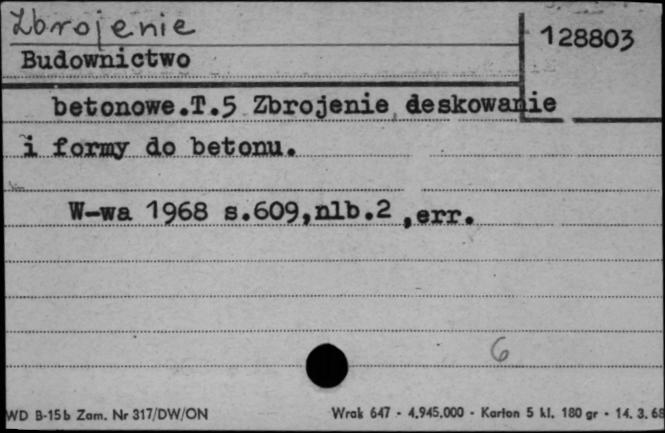 Zbrojenie
128803
Budownictwo
betonowe.T.5 Zbrojenie, deskowanie
i formy do betonu.
W-wa 1968 s.609,nlb.2 ,err.
6
WD B-15b Zam. Nr 317/DW/ON
Wrak 647 - 4.945.000 - Karton 5 kl. 180 gr - 14. 3. 68